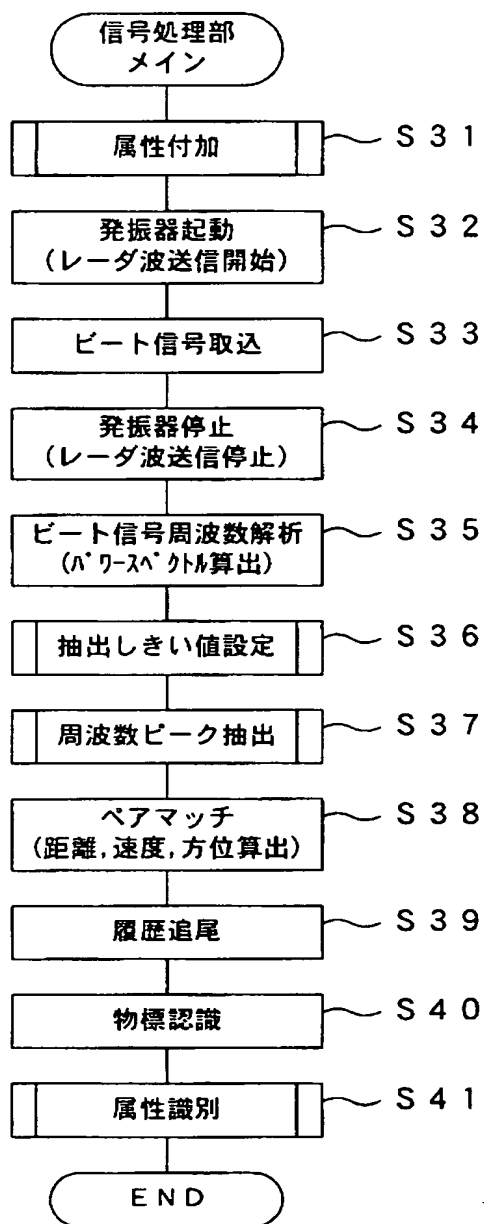 信号処理部
メイン
属性付加
S31
発振器起動
(レーダ波送信開始)
S32
ビート信号取込
S33
発振器停止
(レーダ波送信停止)
S34
ビート信号周波数解析
(ﾊﾟﾜｰｽﾍﾟｸﾄﾙ算出)
S35
抽出しきい値設定
S36
周波数ピーク抽出
S37
ペアマッチ
(距離,速度,方位算出)
S38
履歴追尾
S39
物標認識
S40
属性識別
S41
END